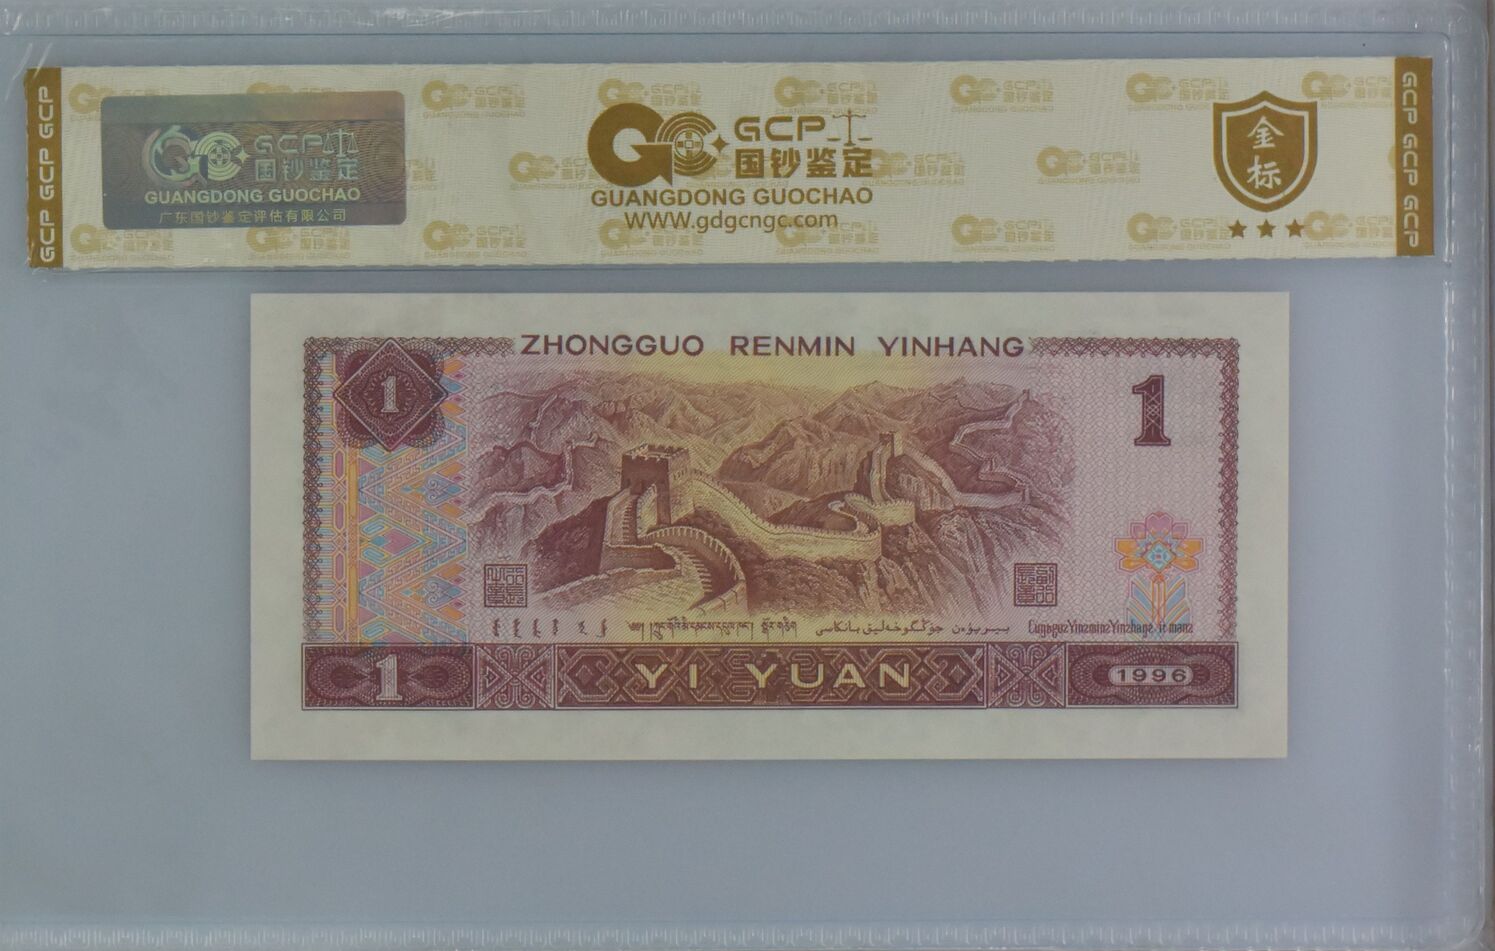 GCP GCP GCP
GCP 国钞鉴定
GUANGDONG GUOCHAO
广东国钞鉴定评估有限公司
GCP
国钞鉴定
GUANGDONG GUOCHAO
WWW.gdgcngc.com
金标
GCP GCP GCP
ZHONGGUO RENMIN YINHANG
1
1
1
YI YUAN
1996